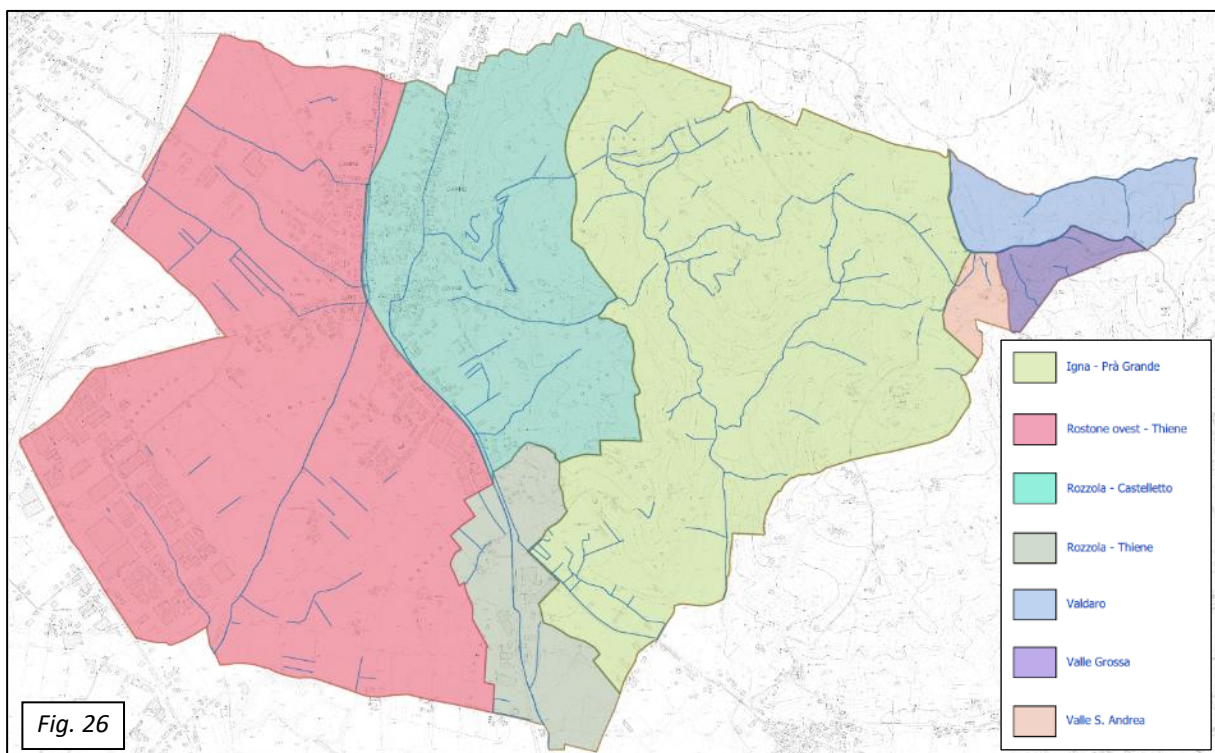 Igna - Prà Grande
Rostone ovest - Thiene
Rozzola - Castelletto
Rozzola - Thiene
Valdaro
Valle Grossa
Valle S. Andrea
Fig. 26